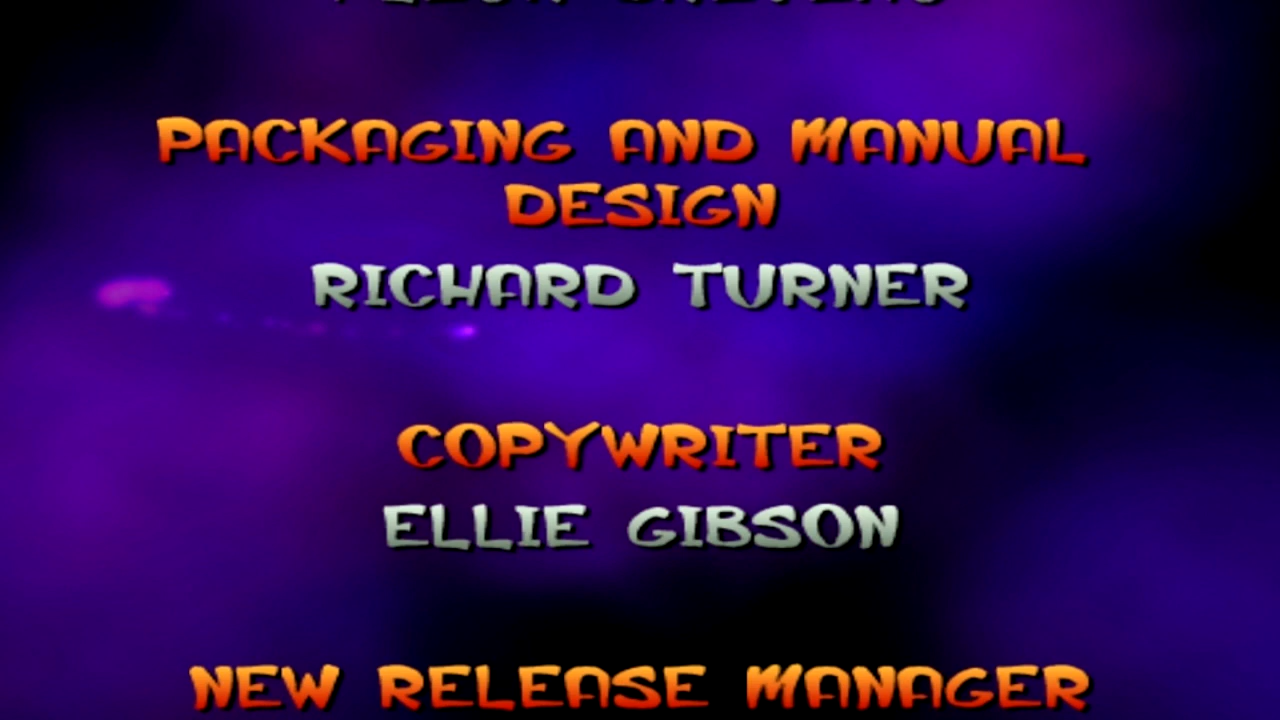 PACKAGING AND MANUAL
DESIGN
RICHARD TURNER
COPYWRITER
ELLIE GIBSON
NEW RELEASE MANAGER